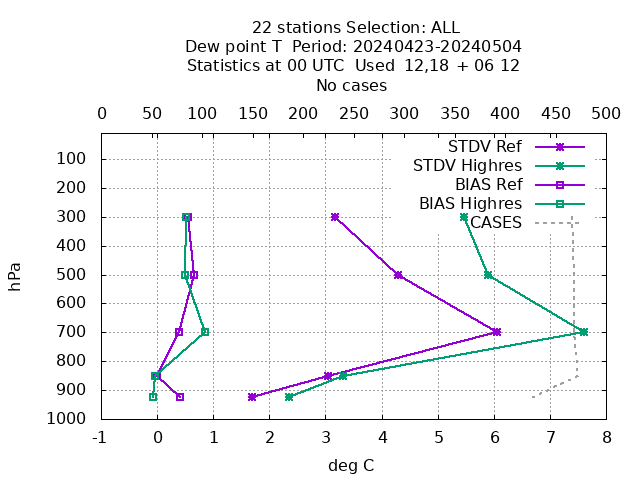 22 stations Selection: ALL
Dew point T  Period: 20240423-20240504
Statistics at 00 UTC  Used  12,18 + 06 12
No cases
0 50 100 150 200 250 300 350 400 450 500
STDV Ref
STDV Highres
BIAS Ref
BIAS Highres
CASES
100
200
300
400
500
600
700
800
900
1000
hPa
-1 0 1 2 3 4 5 6 7 8
deg C